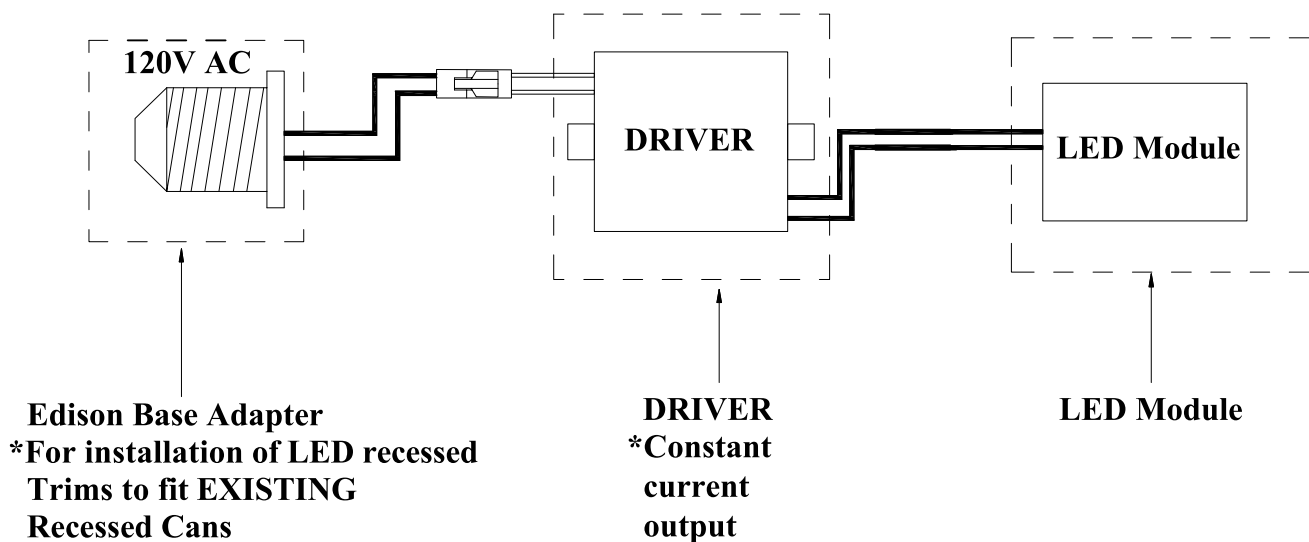 120V AC
DRIVER
LED Module
Edison Base Adapter
*For installation of LED recessed
Trims to fit EXISTING
Recessed Cans
DRIVER
*Constant
current
output
LED Module